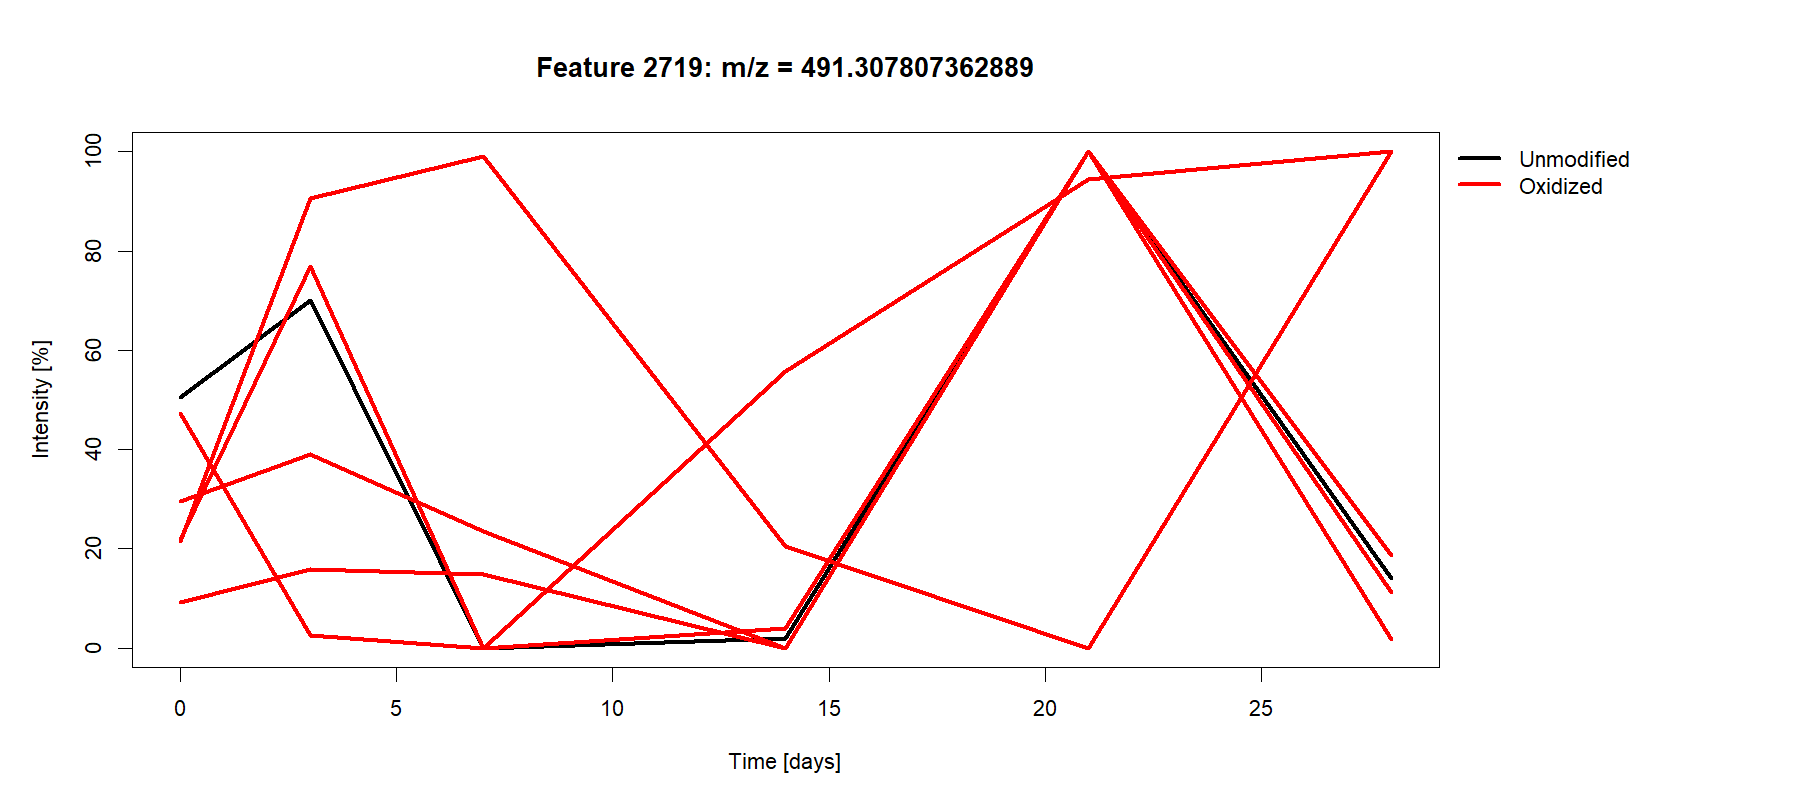 Feature 2719: m/z = 491.307807362889
Unmodified
Oxidized
Intensity [%]
100
80
60
40
20
0
0 5 10 15 20 25
Time [days]